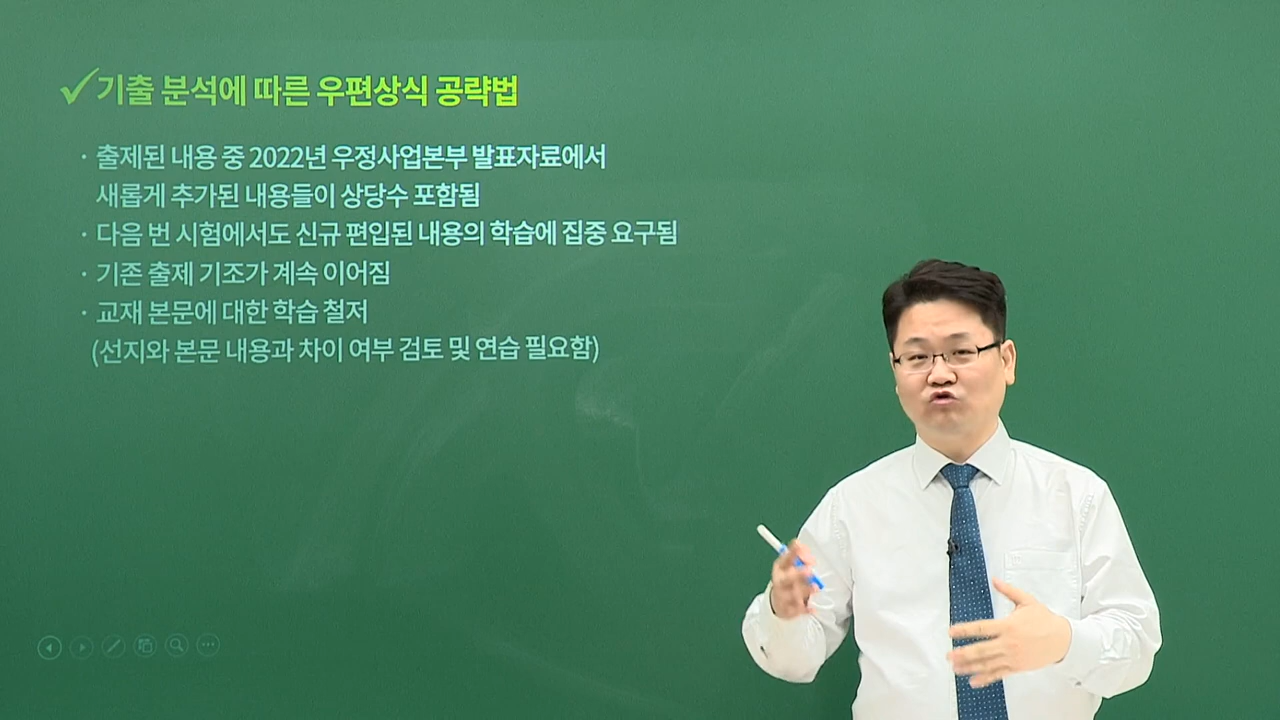 기출 분석에 따른 우편상식 공략법
· 출제된 내용 중 2022년 우정사업본부 발표자료에서
새롭게 추가된 내용들이 상당수 포함됨
· 다음 번 시험에서도 신규 편입된 내용의 학습에 집중 요구됨
· 기존 출제 기조가 계속 이어짐
· 교재 본문에 대한 학습 철저
(선지와 본문 내용과 차이 여부 검토 및 연습 필요함)